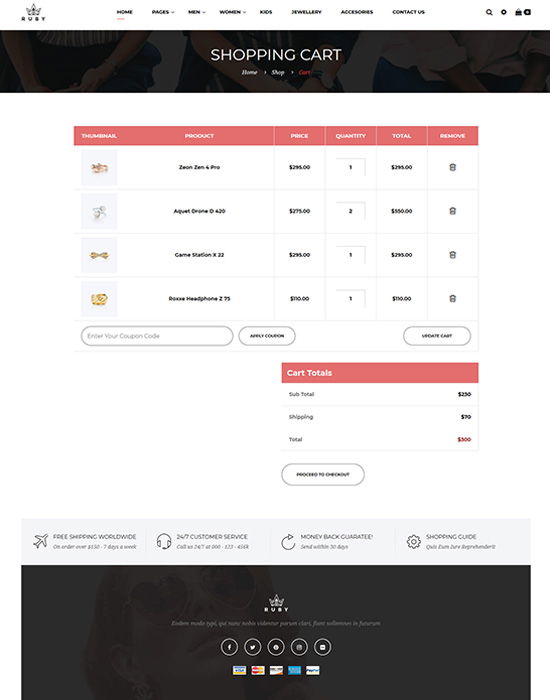 RUBY
HOME PAGES MEN WOMEN KIDS JEWELLERY ACCESORIES CONTACT US
SHOPPING CART
Home Shop Cart
THUMBNAIL PRODUCT PRICE QUANTITY TOTAL REMOVE
Zeon Zen 4 Pro $295.00 1 $295.00
Aquet Drone D 420 $275.00 2 $550.00
Game Station X 22 $295.00 1 $295.00
Roxxe Headphone Z 75 $110.00 1 $110.00
Enter Your Coupon Code APPLY COUPON UPDATE CART
Cart Totals
Sub Total $230
Shipping $70
Total $300
PROCEED TO CHECKOUT
FREE SHIPPING WORLDWIDE 24/7 CUSTOMER SERVICE MONEY BACK GUARATEE! SHOPPING GUIDE
On order over $150 - 7 days a week Call us 24/7 at 000 - 123 - 456k Send within 30 days Quis Eum Iure Reprehenderit
RUBY
Eodem modo typi, qui nunc nobis videntur parum clari, fiant sollemnes in futurum
VISA PayPal